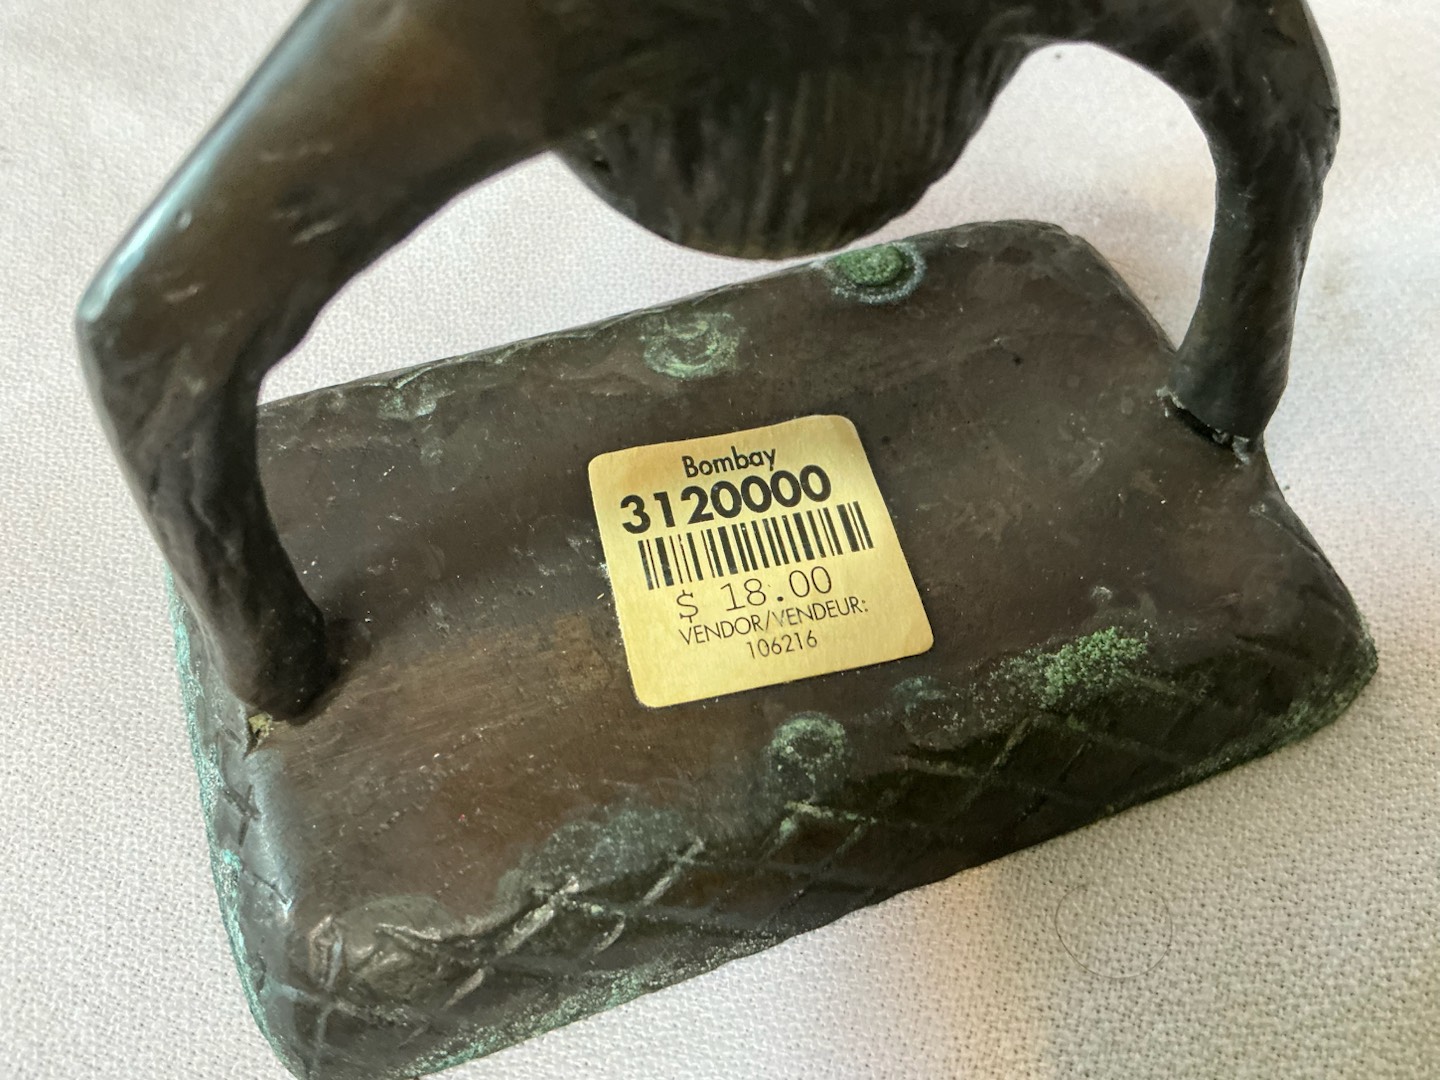 Bombay
3120000
$ 18.00
VENDOR/VENDEUR:
106216